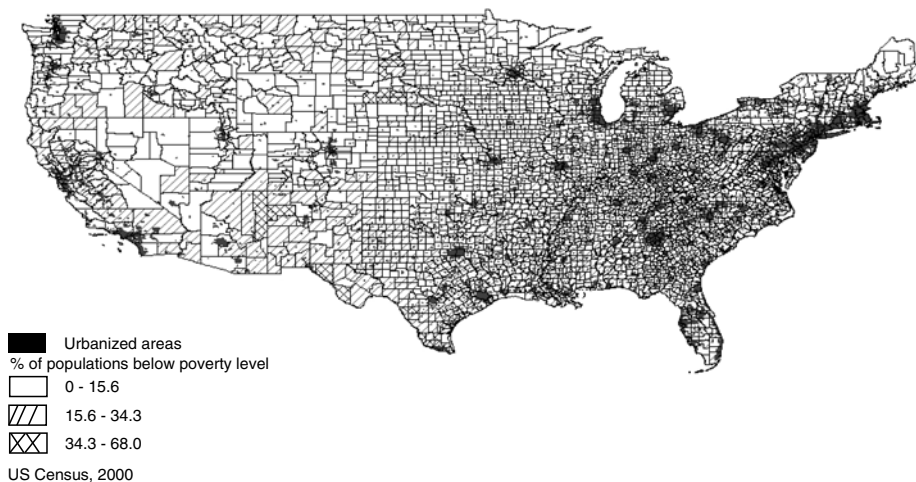 Urbanized areas
% of populations below poverty level
0 - 15.6
15.6 - 34.3
34.3 - 68.0
US Census, 2000